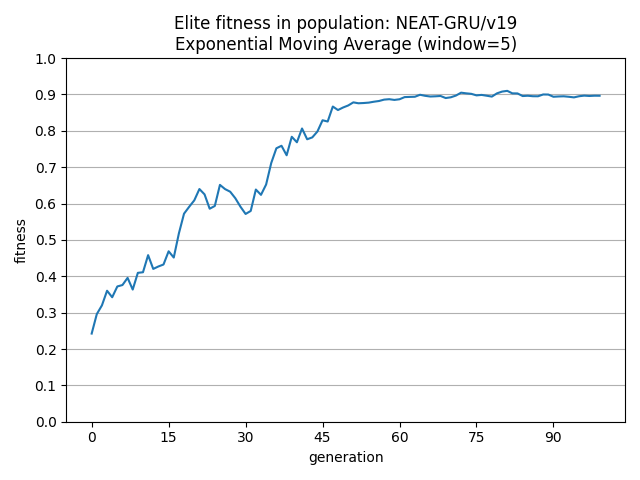 Elite fitness in population: NEAT-GRU/v19
Exponential Moving Average (window=5)
1.0
0.9
0.8
0.7
0.6
0.5
0.4
0.3
0.2
0.1
0.0
fitness
0 15 30 45 60 75 90
generation